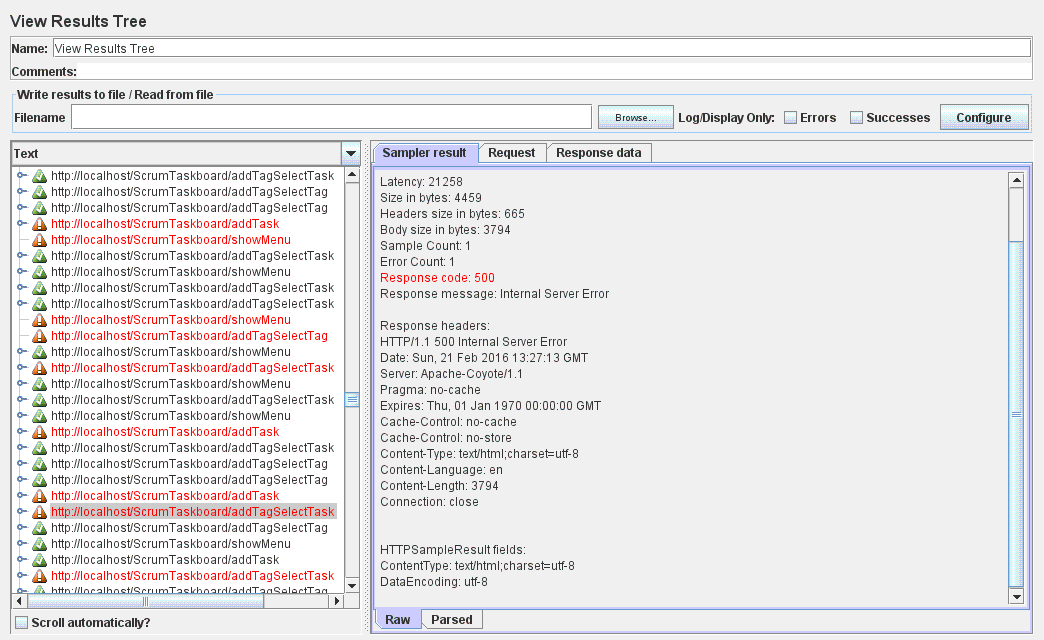 View Results Tree
Name: View Results Tree
Comments:
Write results to file / Read from file
Filename Browse... Log/Display Only: Errors Successes Configure
Text
http://localhost/ScrumTaskboard/addTagSelectTask
http://localhost/ScrumTaskboard/addTagSelectTag
http://localhost/ScrumTaskboard/addTagSelectTag
http://localhost/ScrumTaskboard/addTask
http://localhost/ScrumTaskboard/showMenu
http://localhost/ScrumTaskboard/addTagSelectTask
http://localhost/ScrumTaskboard/showMenu
http://localhost/ScrumTaskboard/addTagSelectTask
http://localhost/ScrumTaskboard/addTagSelectTask
http://localhost/ScrumTaskboard/showMenu
http://localhost/ScrumTaskboard/addTagSelectTag
http://localhost/ScrumTaskboard/showMenu
http://localhost/ScrumTaskboard/addTagSelectTask
http://localhost/ScrumTaskboard/showMenu
http://localhost/ScrumTaskboard/addTagSelectTask
http://localhost/ScrumTaskboard/showMenu
http://localhost/ScrumTaskboard/addTask
http://localhost/ScrumTaskboard/addTagSelectTask
http://localhost/ScrumTaskboard/addTagSelectTag
http://localhost/ScrumTaskboard/addTagSelectTag
http://localhost/ScrumTaskboard/addTask
http://localhost/ScrumTaskboard/addTagSelectTask
http://localhost/ScrumTaskboard/addTagSelectTag
http://localhost/ScrumTaskboard/showMenu
http://localhost/ScrumTaskboard/addTask
http://localhost/ScrumTaskboard/addTagSelectTask
http://localhost/ScrumTaskboard/addTagSelectTag
Scroll automatically?
Sampler result Request Response data
Latency: 21258
Size in bytes: 4459
Headers size in bytes: 665
Body size in bytes: 3794
Sample Count: 1
Error Count: 1
Response code: 500
Response message: Internal Server Error
Response headers:
HTTP/1.1 500 Internal Server Error
Date: Sun, 21 Feb 2016 13:27:13 GMT
Server: Apache-Coyote/1.1
Pragma: no-cache
Expires: Thu, 01 Jan 1970 00:00:00 GMT
Cache-Control: no-cache
Cache-Control: no-store
Content-Type: text/html;charset=utf-8
Content-Language: en
Content-Length: 3794
Connection: close
HTTPSampleResult fields:
ContentType: text/html;charset=utf-8
DataEncoding: utf-8
Raw Parsed